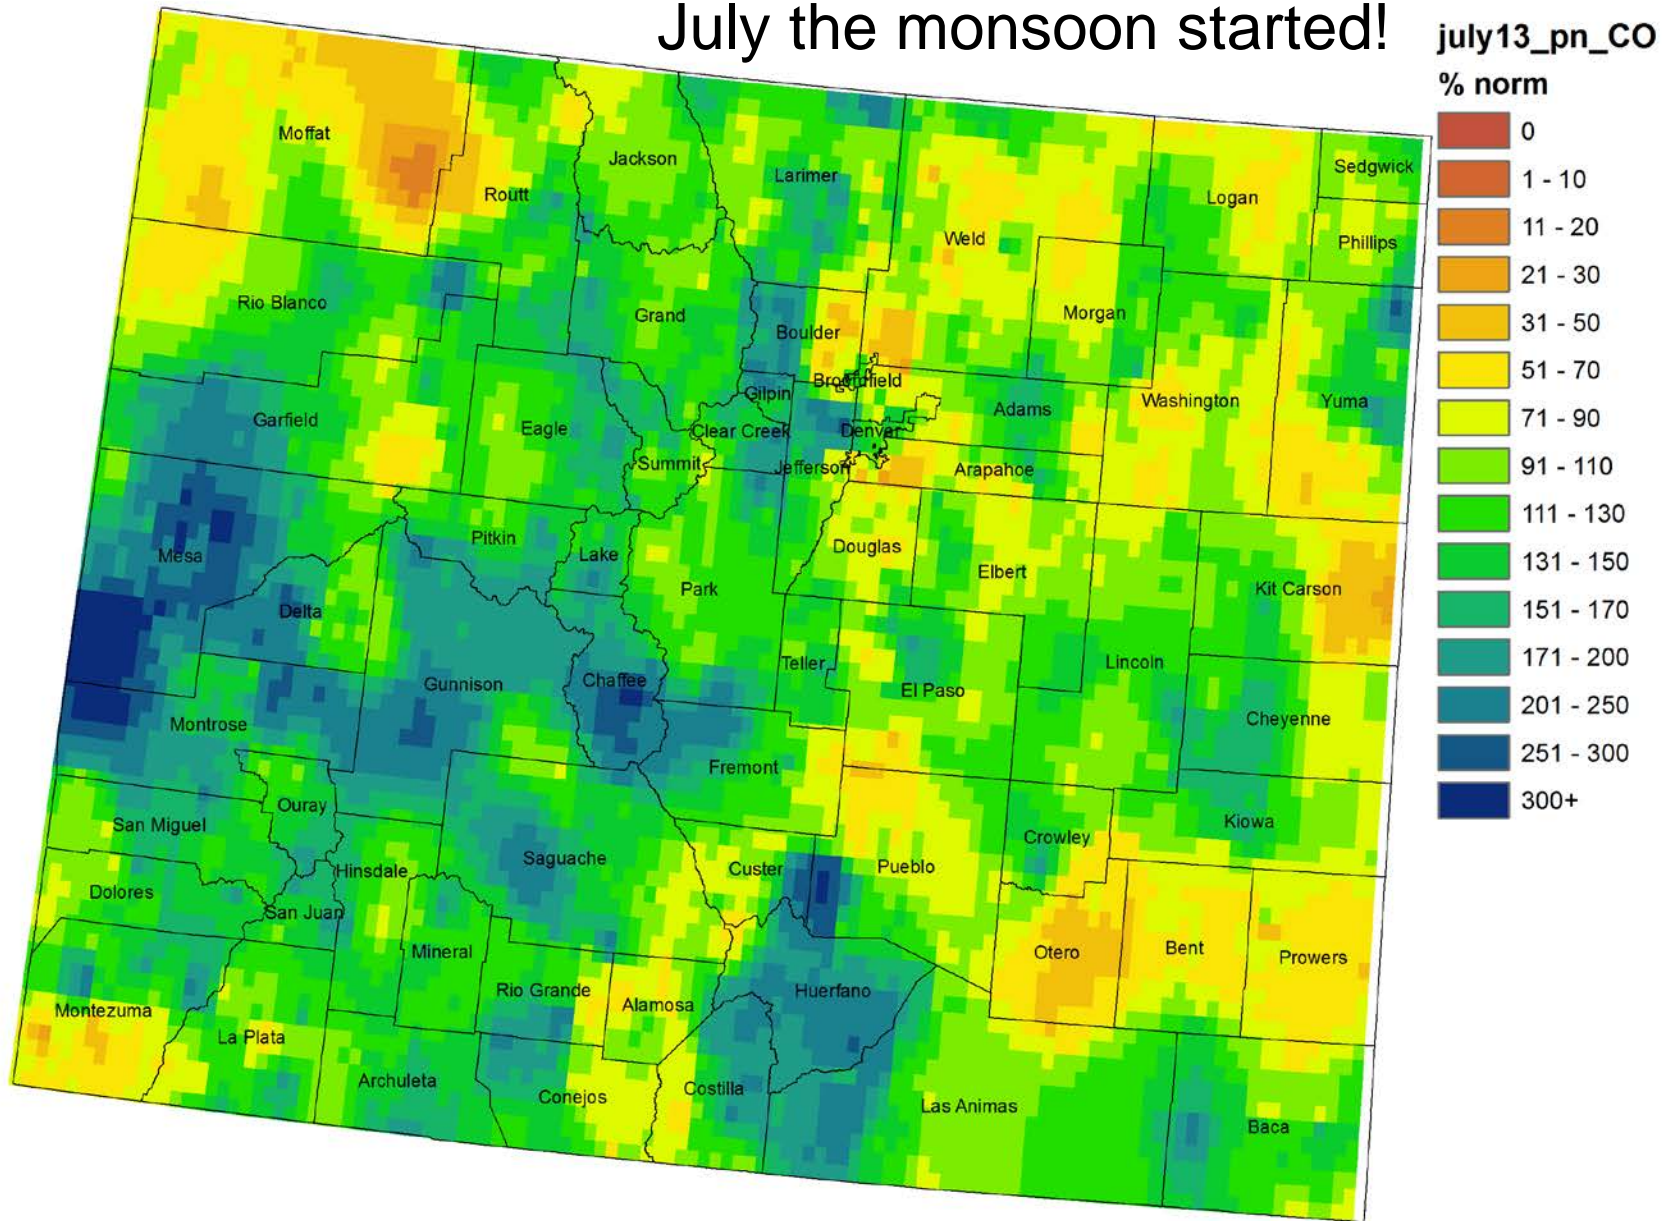 July the monsoon started!
july13_pn_CO
% norm
0
1 - 10
11 - 20
21 - 30
31 - 50
51 - 70
71 - 90
91 - 110
111 - 130
131 - 150
151 - 170
171 - 200
201 - 250
251 - 300
300+
Moffat
Routt
Jackson
Larimer
Weld
Logan
Sedgwick
Phillips
Rio Blanco
Grand
Boulder
Morgan
Broomfield
Gilpin
Garfield
Eagle
Clear Creek
Denver
Adams
Washington
Yuma
Summit
Jefferson
Arapahoe
Mesa
Pitkin
Lake
Park
Douglas
Elbert
Kit Carson
Delta
Gunnison
Chaffee
Teller
El Paso
Lincoln
Cheyenne
Montrose
Fremont
Ouray
San Miguel
Hinsdale
Saguache
Custer
Pueblo
Crowley
Kiowa
Dolores
San Juan
Mineral
Rio Grande
Alamosa
Huerfano
Otero
Bent
Prowers
Montezuma
La Plata
Archuleta
Conejos
Costilla
Las Animas
Baca